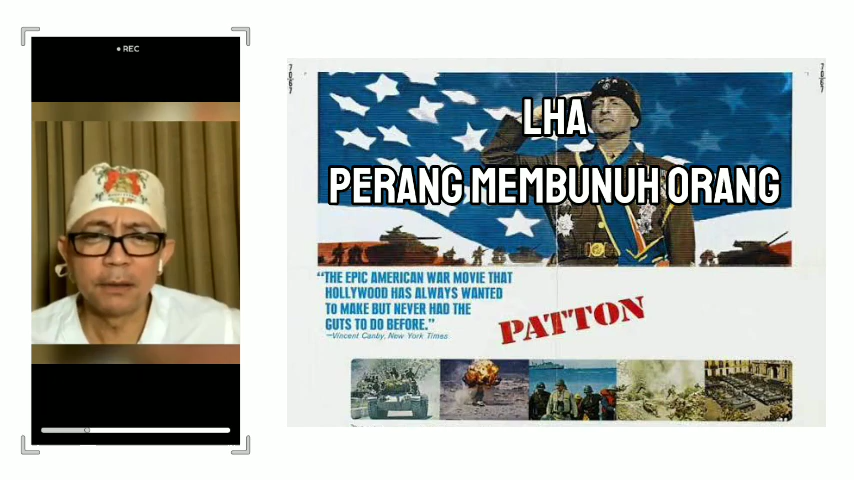 • REC
LHA
PERANG MEMBUNUH ORANG
“THE EPIC AMERICAN WAR MOVIE THAT
HOLLYWOOD HAS ALWAYS WANTED
TO MAKE BUT NEVER HAD THE
GUTS TO DO BEFORE.”
—Vincent Canby, New York Times
PATTON